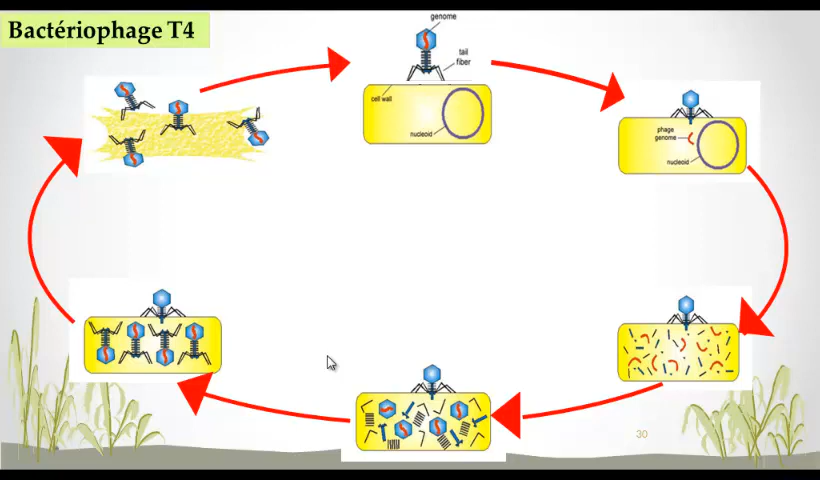 Bactériophage T4
genome
tail
fiber
cell wall
nucleoid
phage
genome
nucleoid
30